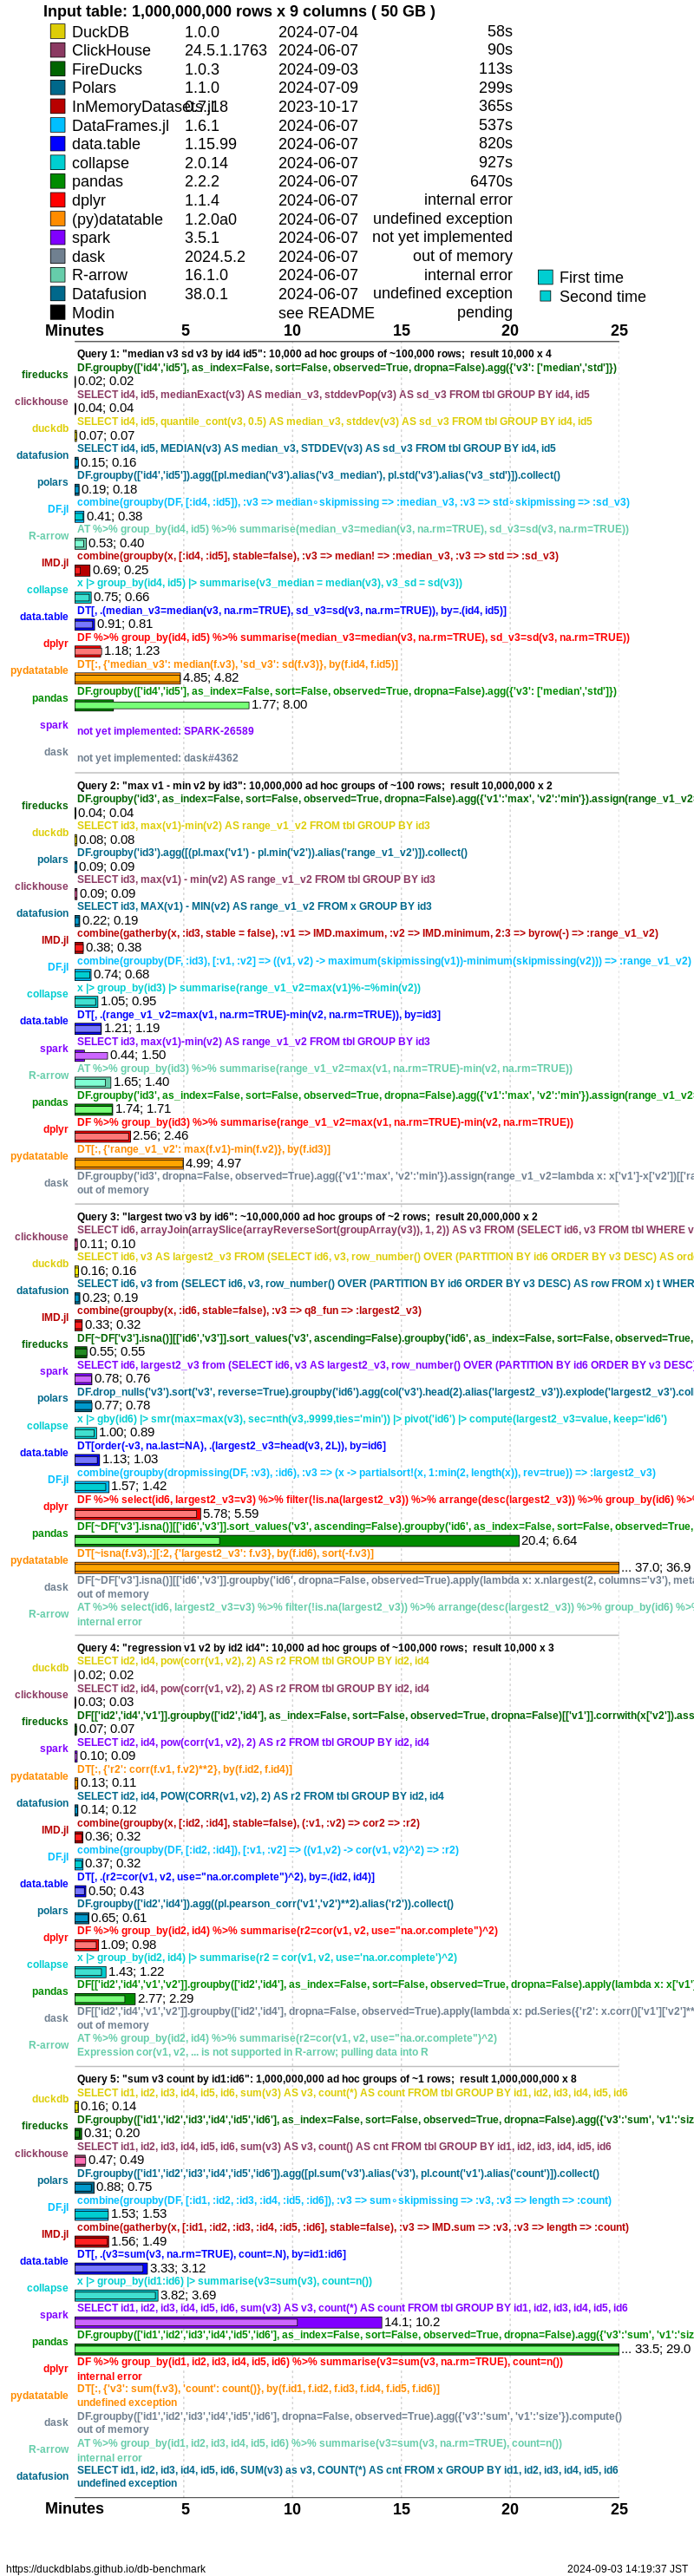 Input table: 1,000,000,000 rows x 9 columns ( 50 GB )
DuckDB 1.0.0 2024-07-04 58s
ClickHouse 24.5.1.1763 2024-06-07 90s
FireDucks 1.0.3 2024-09-03 113s
Polars 1.1.0 2024-07-09 299s
InMemoryDatasets.jl 0.7.18 2023-10-17 365s
DataFrames.jl 1.6.1 2024-06-07 537s
data.table 1.15.99 2024-06-07 820s
collapse 2.0.14 2024-06-07 927s
pandas 2.2.2 2024-06-07 6470s
dplyr 1.1.4 2024-06-07 internal error
(py)datatable 1.2.0a0 2024-06-07 undefined exception
spark 3.5.1 2024-06-07 not yet implemented
dask 2024.5.2 2024-06-07 out of memory
R-arrow 16.1.0 2024-06-07 internal error
Datafusion 38.0.1 2024-06-07 undefined exception
Modin see README pending
First time
Second time
Minutes 5 10 15 20 25
Query 1: "median v3 sd v3 by id4 id5": 10,000 ad hoc groups of ~100,000 rows; result 10,000 x 4
DF.groupby(['id4','id5'], as_index=False, sort=False, observed=True, dropna=False).agg({'v3': ['median','std']})
fireducks 0.02; 0.02
SELECT id4, id5, medianExact(v3) AS median_v3, stddevPop(v3) AS sd_v3 FROM tbl GROUP BY id4, id5
clickhouse 0.04; 0.04
SELECT id4, id5, quantile_cont(v3, 0.5) AS median_v3, stddev(v3) AS sd_v3 FROM tbl GROUP BY id4, id5
duckdb 0.07; 0.07
SELECT id4, id5, MEDIAN(v3) AS median_v3, STDDEV(v3) AS sd_v3 FROM tbl GROUP BY id4, id5
datafusion 0.15; 0.16
DF.groupby(['id4','id5']).agg([pl.median('v3').alias('v3_median'), pl.std('v3').alias('v3_std')]).collect()
polars 0.19; 0.18
combine(groupby(DF, [:id4, :id5]), :v3 => median∘skipmissing => :median_v3, :v3 => std∘skipmissing => :sd_v3)
DF.jl 0.41; 0.38
AT %>% group_by(id4, id5) %>% summarise(median_v3=median(v3, na.rm=TRUE), sd_v3=sd(v3, na.rm=TRUE))
R-arrow 0.53; 0.40
combine(groupby(x, [:id4, :id5], stable=false), :v3 => median! => :median_v3, :v3 => std => :sd_v3)
IMD.jl 0.69; 0.25
x |> group_by(id4, id5) |> summarise(v3_median = median(v3), v3_sd = sd(v3))
collapse 0.75; 0.66
DT[, .(median_v3=median(v3, na.rm=TRUE), sd_v3=sd(v3, na.rm=TRUE)), by=.(id4, id5)]
data.table 0.91; 0.81
DF %>% group_by(id4, id5) %>% summarise(median_v3=median(v3, na.rm=TRUE), sd_v3=sd(v3, na.rm=TRUE))
dplyr 1.18; 1.23
DT[:, {'median_v3': median(f.v3), 'sd_v3': sd(f.v3)}, by(f.id4, f.id5)]
pydatatable 4.85; 4.82
DF.groupby(['id4','id5'], as_index=False, sort=False, observed=True, dropna=False).agg({'v3': ['median','std']})
pandas 1.77; 8.00
spark not yet implemented: SPARK-26589
dask not yet implemented: dask#4362
Query 2: "max v1 - min v2 by id3": 10,000,000 ad hoc groups of ~100 rows; result 10,000,000 x 2
DF.groupby('id3', as_index=False, sort=False, observed=True, dropna=False).agg({'v1':'max', 'v2':'min'}).assign(range_v1_v2
fireducks 0.04; 0.04
SELECT id3, max(v1)-min(v2) AS range_v1_v2 FROM tbl GROUP BY id3
duckdb 0.08; 0.08
DF.groupby('id3').agg([(pl.max('v1') - pl.min('v2')).alias('range_v1_v2')]).collect()
polars 0.09; 0.09
SELECT id3, max(v1) - min(v2) AS range_v1_v2 FROM tbl GROUP BY id3
clickhouse 0.09; 0.09
SELECT id3, MAX(v1) - MIN(v2) AS range_v1_v2 FROM x GROUP BY id3
datafusion 0.22; 0.19
combine(gatherby(x, :id3, stable = false), :v1 => IMD.maximum, :v2 => IMD.minimum, 2:3 => byrow(-) => :range_v1_v2)
IMD.jl 0.38; 0.38
combine(groupby(DF, :id3), [:v1, :v2] => ((v1, v2) -> maximum(skipmissing(v1))-minimum(skipmissing(v2))) => :range_v1_v2)
DF.jl 0.74; 0.68
x |> group_by(id3) |> summarise(range_v1_v2=max(v1)%-=%min(v2))
collapse 1.05; 0.95
DT[, .(range_v1_v2=max(v1, na.rm=TRUE)-min(v2, na.rm=TRUE)), by=id3]
data.table 1.21; 1.19
SELECT id3, max(v1)-min(v2) AS range_v1_v2 FROM tbl GROUP BY id3
spark 0.44; 1.50
AT %>% group_by(id3) %>% summarise(range_v1_v2=max(v1, na.rm=TRUE)-min(v2, na.rm=TRUE))
R-arrow 1.65; 1.40
DF.groupby('id3', as_index=False, sort=False, observed=True, dropna=False).agg({'v1':'max', 'v2':'min'}).assign(range_v1_v2
pandas 1.74; 1.71
DF %>% group_by(id3) %>% summarise(range_v1_v2=max(v1, na.rm=TRUE)-min(v2, na.rm=TRUE))
dplyr 2.56; 2.46
DT[:, {'range_v1_v2': max(f.v1)-min(f.v2)}, by(f.id3)]
pydatatable 4.99; 4.97
DF.groupby('id3', dropna=False, observed=True).agg({'v1':'max', 'v2':'min'}).assign(range_v1_v2=lambda x: x['v1']-x['v2'])[['ra
dask out of memory
Query 3: "largest two v3 by id6": ~10,000,000 ad hoc groups of ~2 rows; result 20,000,000 x 2
SELECT id6, arrayJoin(arraySlice(arrayReverseSort(groupArray(v3)), 1, 2)) AS v3 FROM (SELECT id6, v3 FROM tbl WHERE v
clickhouse 0.11; 0.10
SELECT id6, v3 AS largest2_v3 FROM (SELECT id6, v3, row_number() OVER (PARTITION BY id6 ORDER BY v3 DESC) AS ord
duckdb 0.16; 0.16
SELECT id6, v3 from (SELECT id6, v3, row_number() OVER (PARTITION BY id6 ORDER BY v3 DESC) AS row FROM x) t WHER
datafusion 0.23; 0.19
combine(groupby(x, :id6, stable=false), :v3 => q8_fun => :largest2_v3)
IMD.jl 0.33; 0.32
DF[~DF['v3'].isna()][['id6','v3']].sort_values('v3', ascending=False).groupby('id6', as_index=False, sort=False, observed=True,
fireducks 0.55; 0.55
SELECT id6, largest2_v3 from (SELECT id6, v3 AS largest2_v3, row_number() OVER (PARTITION BY id6 ORDER BY v3 DESC)
spark 0.78; 0.76
DF.drop_nulls('v3').sort('v3', reverse=True).groupby('id6').agg(col('v3').head(2).alias('largest2_v3')).explode('largest2_v3').col
polars 0.77; 0.78
x |> gby(id6) |> smr(max=max(v3), sec=nth(v3,.9999,ties='min')) |> pivot('id6') |> compute(largest2_v3=value, keep='id6')
collapse 1.00; 0.89
DT[order(-v3, na.last=NA), .(largest2_v3=head(v3, 2L)), by=id6]
data.table 1.13; 1.03
combine(groupby(dropmissing(DF, :v3), :id6), :v3 => (x -> partialsort!(x, 1:min(2, length(x)), rev=true)) => :largest2_v3)
DF.jl 1.57; 1.42
DF %>% select(id6, largest2_v3=v3) %>% filter(!is.na(largest2_v3)) %>% arrange(desc(largest2_v3)) %>% group_by(id6) %>%
dplyr 5.78; 5.59
DF[~DF['v3'].isna()][['id6','v3']].sort_values('v3', ascending=False).groupby('id6', as_index=False, sort=False, observed=True,
pandas 20.4; 6.64
DT[~isna(f.v3),:][:2, {'largest2_v3': f.v3}, by(f.id6), sort(-f.v3)]
pydatatable ... 37.0; 36.9
DF[~DF['v3'].isna()][['id6','v3']].groupby('id6', dropna=False, observed=True).apply(lambda x: x.nlargest(2, columns='v3'), met
dask out of memory
AT %>% select(id6, largest2_v3=v3) %>% filter(!is.na(largest2_v3)) %>% arrange(desc(largest2_v3)) %>% group_by(id6) %>%
R-arrow internal error
Query 4: "regression v1 v2 by id2 id4": 10,000 ad hoc groups of ~100,000 rows; result 10,000 x 3
SELECT id2, id4, pow(corr(v1, v2), 2) AS r2 FROM tbl GROUP BY id2, id4
duckdb 0.02; 0.02
SELECT id2, id4, pow(corr(v1, v2), 2) AS r2 FROM tbl GROUP BY id2, id4
clickhouse 0.03; 0.03
DF[['id2','id4','v1','v2']].groupby(['id2','id4'], as_index=False, sort=False, observed=True, dropna=False)[['v1']].corrwith(x['v2']).ass
fireducks 0.07; 0.07
SELECT id2, id4, pow(corr(v1, v2), 2) AS r2 FROM tbl GROUP BY id2, id4
spark 0.10; 0.09
DT[:, {'r2': corr(f.v1, f.v2)**2}, by(f.id2, f.id4)]
pydatatable 0.13; 0.11
SELECT id2, id4, POW(CORR(v1, v2), 2) AS r2 FROM tbl GROUP BY id2, id4
datafusion 0.14; 0.12
combine(groupby(x, [:id2, :id4], stable=false), (:v1, :v2) => cor2 => :r2)
IMD.jl 0.36; 0.32
combine(groupby(DF, [:id2, :id4]), [:v1, :v2] => ((v1,v2) -> cor(v1, v2)^2) => :r2)
DF.jl 0.37; 0.32
DT[, .(r2=cor(v1, v2, use="na.or.complete")^2), by=.(id2, id4)]
data.table 0.50; 0.43
DF.groupby(['id2','id4']).agg((pl.pearson_corr('v1','v2')**2).alias('r2')).collect()
polars 0.65; 0.61
DF %>% group_by(id2, id4) %>% summarise(r2=cor(v1, v2, use="na.or.complete")^2)
dplyr 1.09; 0.98
x |> group_by(id2, id4) |> summarise(r2 = cor(v1, v2, use='na.or.complete')^2)
collapse 1.43; 1.22
DF[['id2','id4','v1','v2']].groupby(['id2','id4'], as_index=False, sort=False, observed=True, dropna=False).apply(lambda x: x['v1']
pandas 2.77; 2.29
DF[['id2','id4','v1','v2']].groupby(['id2','id4'], dropna=False, observed=True).apply(lambda x: pd.Series({'r2': x.corr()['v1']['v2']**
dask out of memory
AT %>% group_by(id2, id4) %>% summarise(r2=cor(v1, v2, use="na.or.complete")^2)
R-arrow Expression cor(v1, v2, ... is not supported in R-arrow; pulling data into R
Query 5: "sum v3 count by id1:id6": 1,000,000,000 ad hoc groups of ~1 rows; result 1,000,000,000 x 8
SELECT id1, id2, id3, id4, id5, id6, sum(v3) AS v3, count(*) AS count FROM tbl GROUP BY id1, id2, id3, id4, id5, id6
duckdb 0.16; 0.14
DF.groupby(['id1','id2','id3','id4','id5','id6'], as_index=False, sort=False, observed=True, dropna=False).agg({'v3':'sum', 'v1':'size
fireducks 0.31; 0.20
SELECT id1, id2, id3, id4, id5, id6, sum(v3) AS v3, count() AS cnt FROM tbl GROUP BY id1, id2, id3, id4, id5, id6
clickhouse 0.47; 0.49
DF.groupby(['id1','id2','id3','id4','id5','id6']).agg([pl.sum('v3').alias('v3'), pl.count('v1').alias('count')]).collect()
polars 0.88; 0.75
combine(groupby(DF, [:id1, :id2, :id3, :id4, :id5, :id6]), :v3 => sum∘skipmissing => :v3, :v3 => length => :count)
DF.jl 1.53; 1.53
combine(gatherby(x, [:id1, :id2, :id3, :id4, :id5, :id6], stable=false), :v3 => IMD.sum => :v3, :v3 => length => :count)
IMD.jl 1.56; 1.49
DT[, .(v3=sum(v3, na.rm=TRUE), count=.N), by=id1:id6]
data.table 3.33; 3.12
x |> group_by(id1:id6) |> summarise(v3=sum(v3), count=n())
collapse 3.82; 3.69
SELECT id1, id2, id3, id4, id5, id6, sum(v3) AS v3, count(*) AS count FROM tbl GROUP BY id1, id2, id3, id4, id5, id6
spark 14.1; 10.2
DF.groupby(['id1','id2','id3','id4','id5','id6'], as_index=False, sort=False, observed=True, dropna=False).agg({'v3':'sum', 'v1':'size
pandas ... 33.5; 29.0
DF %>% group_by(id1, id2, id3, id4, id5, id6) %>% summarise(v3=sum(v3, na.rm=TRUE), count=n())
dplyr internal error
DT[:, {'v3': sum(f.v3), 'count': count()}, by(f.id1, f.id2, f.id3, f.id4, f.id5, f.id6)]
pydatatable undefined exception
DF.groupby(['id1','id2','id3','id4','id5','id6'], dropna=False, observed=True).agg({'v3':'sum', 'v1':'size'}).compute()
dask out of memory
AT %>% group_by(id1, id2, id3, id4, id5, id6) %>% summarise(v3=sum(v3, na.rm=TRUE), count=n())
R-arrow internal error
SELECT id1, id2, id3, id4, id5, id6, SUM(v3) as v3, COUNT(*) AS cnt FROM x GROUP BY id1, id2, id3, id4, id5, id6
datafusion undefined exception
Minutes 5 10 15 20 25
https://duckdblabs.github.io/db-benchmark 2024-09-03 14:19:37 JST